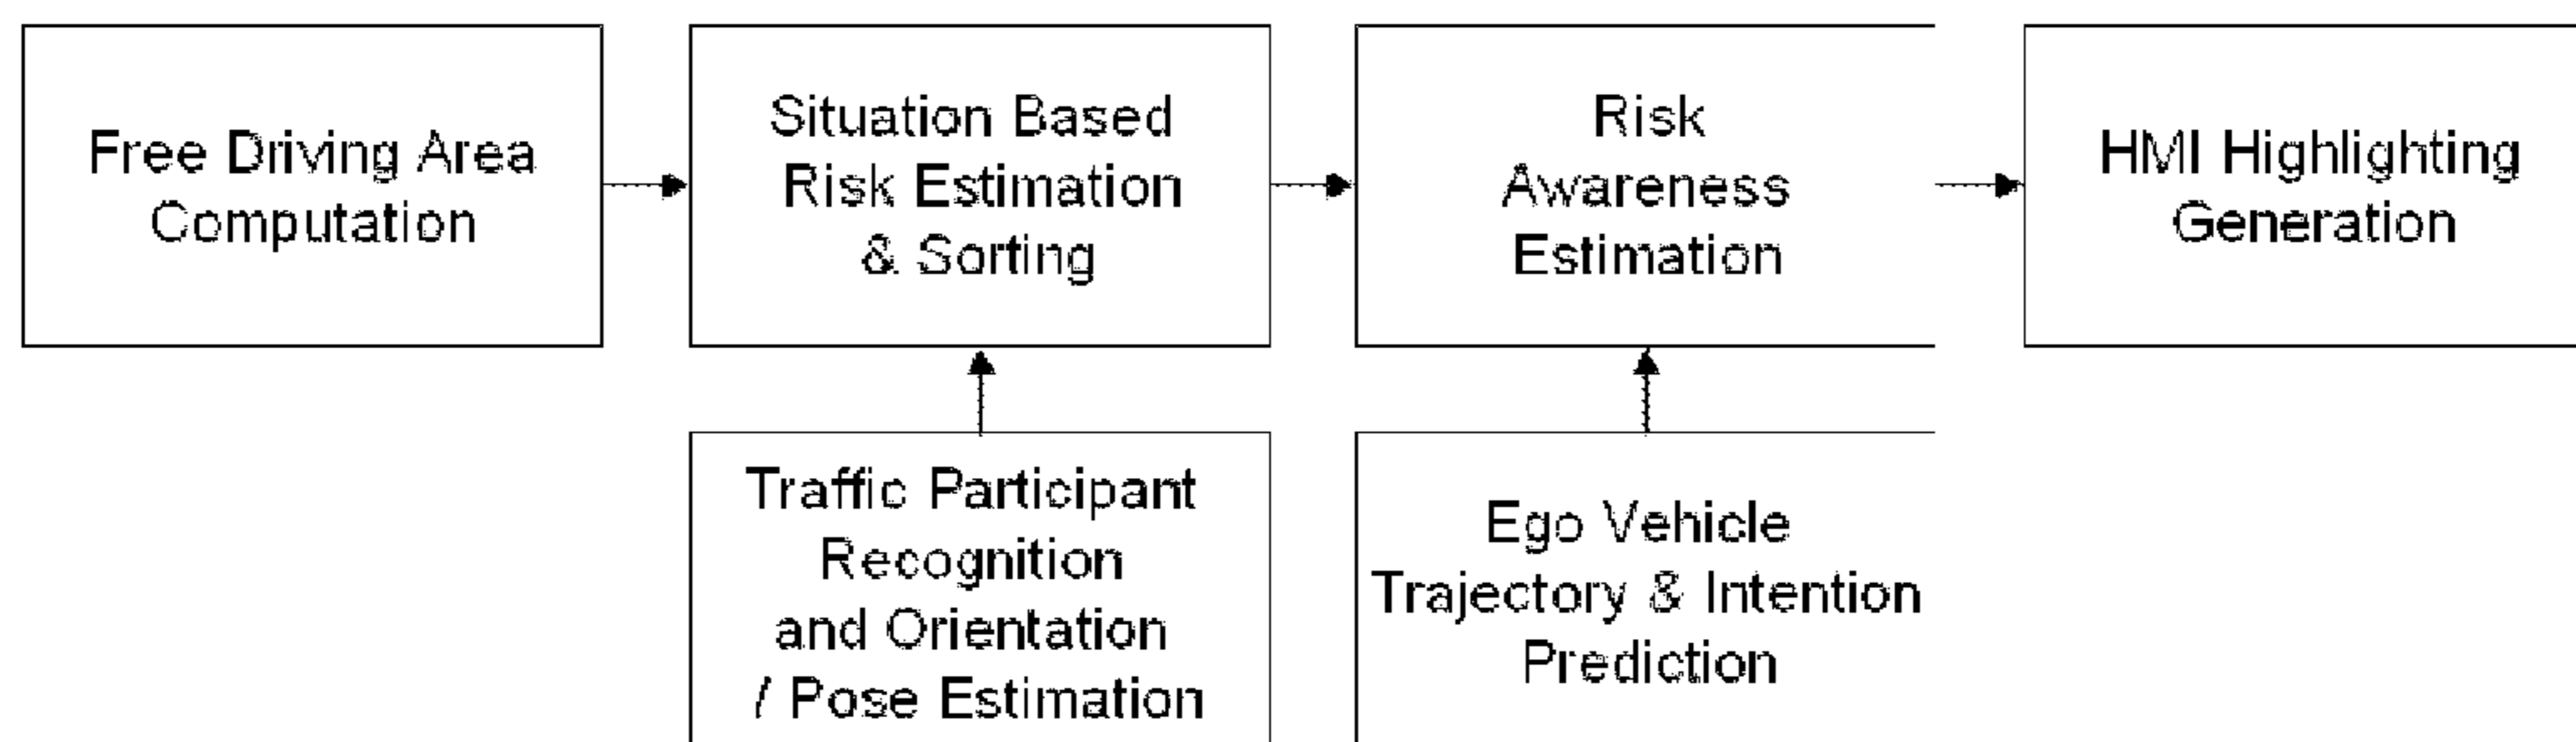 Free Driving Area
Computation
Situation Based
Risk Estimation
& Sorting
Risk
Awareness
Estimation
HMI Highlighting
Generation
Traffic Participant
Recognition
and Orientation
/ Pose Estimation
Ego Vehicle
Trajectory & Intention
Prediction